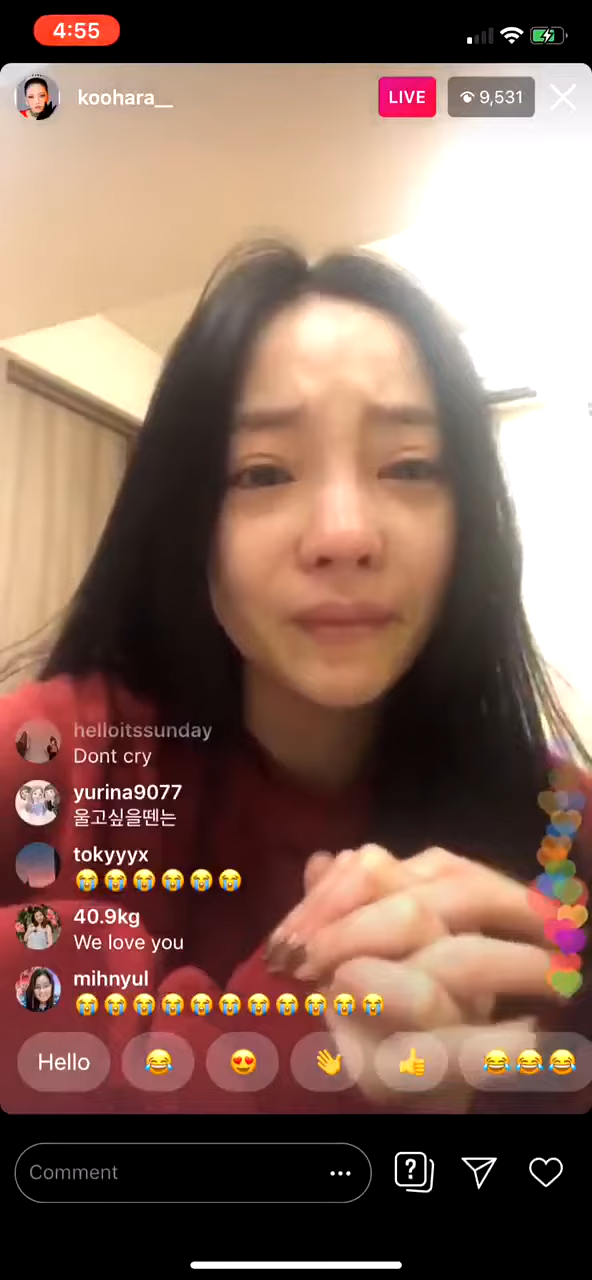 4:55
koohara__
LIVE
9,531
helloitssunday
Dont cry
yurina9077
울고싶을땐는
tokyyyx
😭😭😭😭😭😭
40.9kg
We love you
mihnyul
😭😭😭😭😭😭😭😭😭😭😭
Hello 😂 😍 👋 👍 😂😂😂
Comment